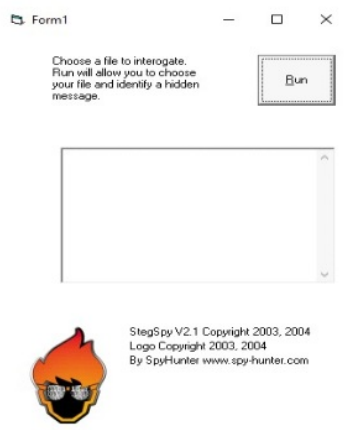 Form1
Choose a file to interogate.
Run will allow you to choose
your file and identify a hidden
message.
Run
StegSpy V2.1 Copyright 2003, 2004
Logo Copyright 2003, 2004
By SpyHunter www.spy-hunter.com